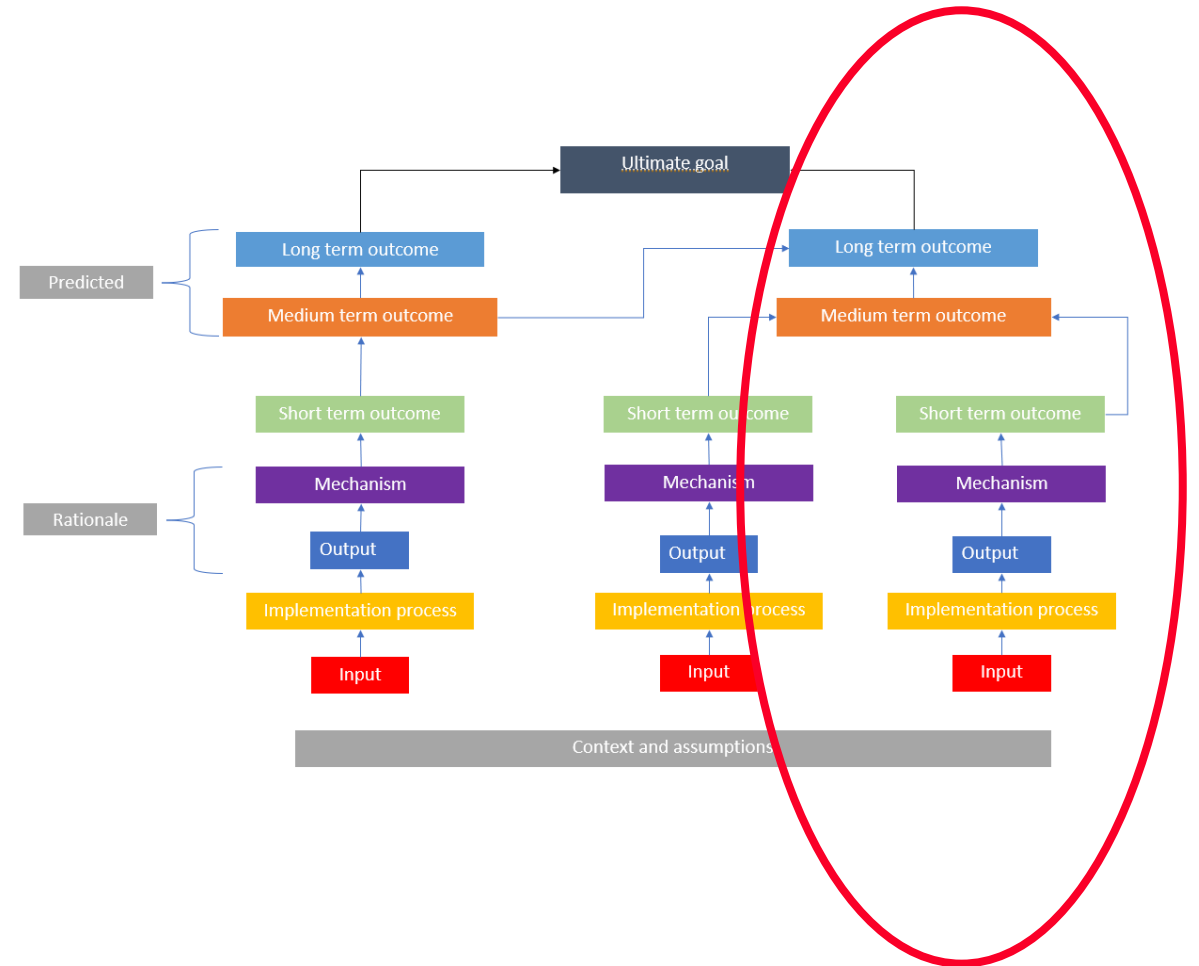 Ultimate goal
Long term outcome
Long term outcome
Predicted
Medium term outcome
Medium term outcome
Short term outcome
Short term outcome
Short term outcome
Mechanism
Mechanism
Mechanism
Rationale
Output
Output
Output
Implementation process
Implementation process
Implementation process
Input
Input
Input
Context and assumptions